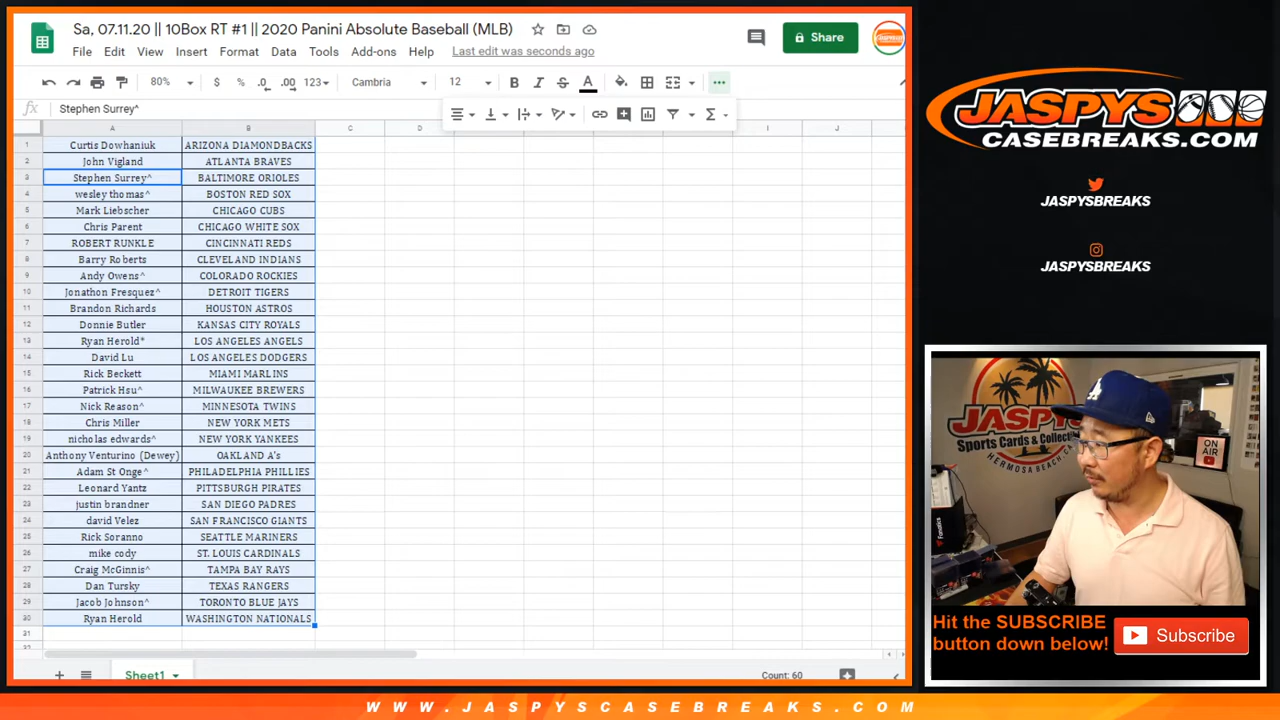 Sa, 07.11.20 || 10Box RT #1 || 2020 Panini Absolute Baseball (MLB)
File Edit View Insert Format Data Tools Add-ons Help Last edit was seconds ago
Share
80% $ % .0 .00 123 Cambria 12 B I S A
fx Stephen Surrey^
A B C D I J
1 Curtis Dowhaniuk ARIZONA DIAMONDBACKS
2 John Vigland ATLANTA BRAVES
3 Stephen Surrey^ BALTIMORE ORIOLES
4 wesley thomas^ BOSTON RED SOX
5 Mark Liebscher CHICAGO CUBS
6 Chris Parent CHICAGO WHITE SOX
7 ROBERT RUNKLE CINCINNATI REDS
8 Barry Roberts CLEVELAND INDIANS
9 Andy Owens^ COLORADO ROCKIES
10 Jonathon Fresquez^ DETROIT TIGERS
11 Brandon Richards HOUSTON ASTROS
12 Donnie Butler KANSAS CITY ROYALS
13 Ryan Herold* LOS ANGELES ANGELS
14 David Lu LOS ANGELES DODGERS
15 Rick Beckett MIAMI MARLINS
16 Patrick Hsu^ MILWAUKEE BREWERS
17 Nick Reason^ MINNESOTA TWINS
18 Chris Miller NEW YORK METS
19 nicholas edwards^ NEW YORK YANKEES
20 Anthony Venturino (Dewey) OAKLAND A's
21 Adam St Onge^ PHILADELPHIA PHILLIES
22 Leonard Yantz PITTSBURGH PIRATES
23 justin brandner SAN DIEGO PADRES
24 david Velez SAN FRANCISCO GIANTS
25 Rick Soranno SEATTLE MARINERS
26 mike cody ST. LOUIS CARDINALS
27 Craig McGinnis^ TAMPA BAY RAYS
28 Dan Tursky TEXAS RANGERS
29 Jacob Johnson^ TORONTO BLUE JAYS
30 Ryan Herold WASHINGTON NATIONALS
31
Sheet1 Count: 60
JASPYS
CASEBREAKS.COM
JASPYSBREAKS
JASPYSBREAKS
JASPYS
Sports Cards & Collecti
HERMOSA BEACH
ON
AIR
Fanatics
Hit the SUBSCRIBE
button down below!
Subscribe
WWW.JASPYSCASEBREAKS.COM